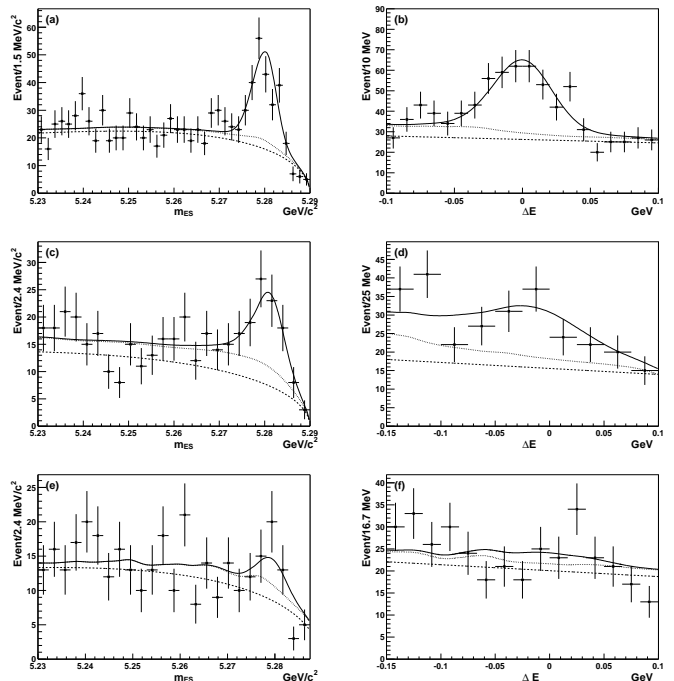 (a)
Event/1.5 MeV/c²
60
50
40
30
20
10
0
5.23 5.24 5.25 5.26 5.27 5.28 5.29
m_ES GeV/c²
(b)
Event/10 MeV
90
80
70
60
50
40
30
20
10
0
-0.1 -0.05 0 0.05 0.1
ΔE GeV
(c)
Event/2.4 MeV/c²
30
25
20
15
10
5
0
5.23 5.24 5.25 5.26 5.27 5.28 5.29
m_ES GeV/c²
(d)
Event/25 MeV
45
40
35
30
25
20
15
10
5
0
-0.15 -0.1 -0.05 0 0.05 0.1
ΔE GeV
(e)
Event/2.4 MeV/c²
25
20
15
10
5
0
5.23 5.24 5.25 5.26 5.27 5.28 5.29
m_ES GeV/c²
(f)
Event/16.7 MeV
40
35
30
25
20
15
10
5
0
-0.15 -0.1 -0.05 0 0.05 0.1
Δ E GeV